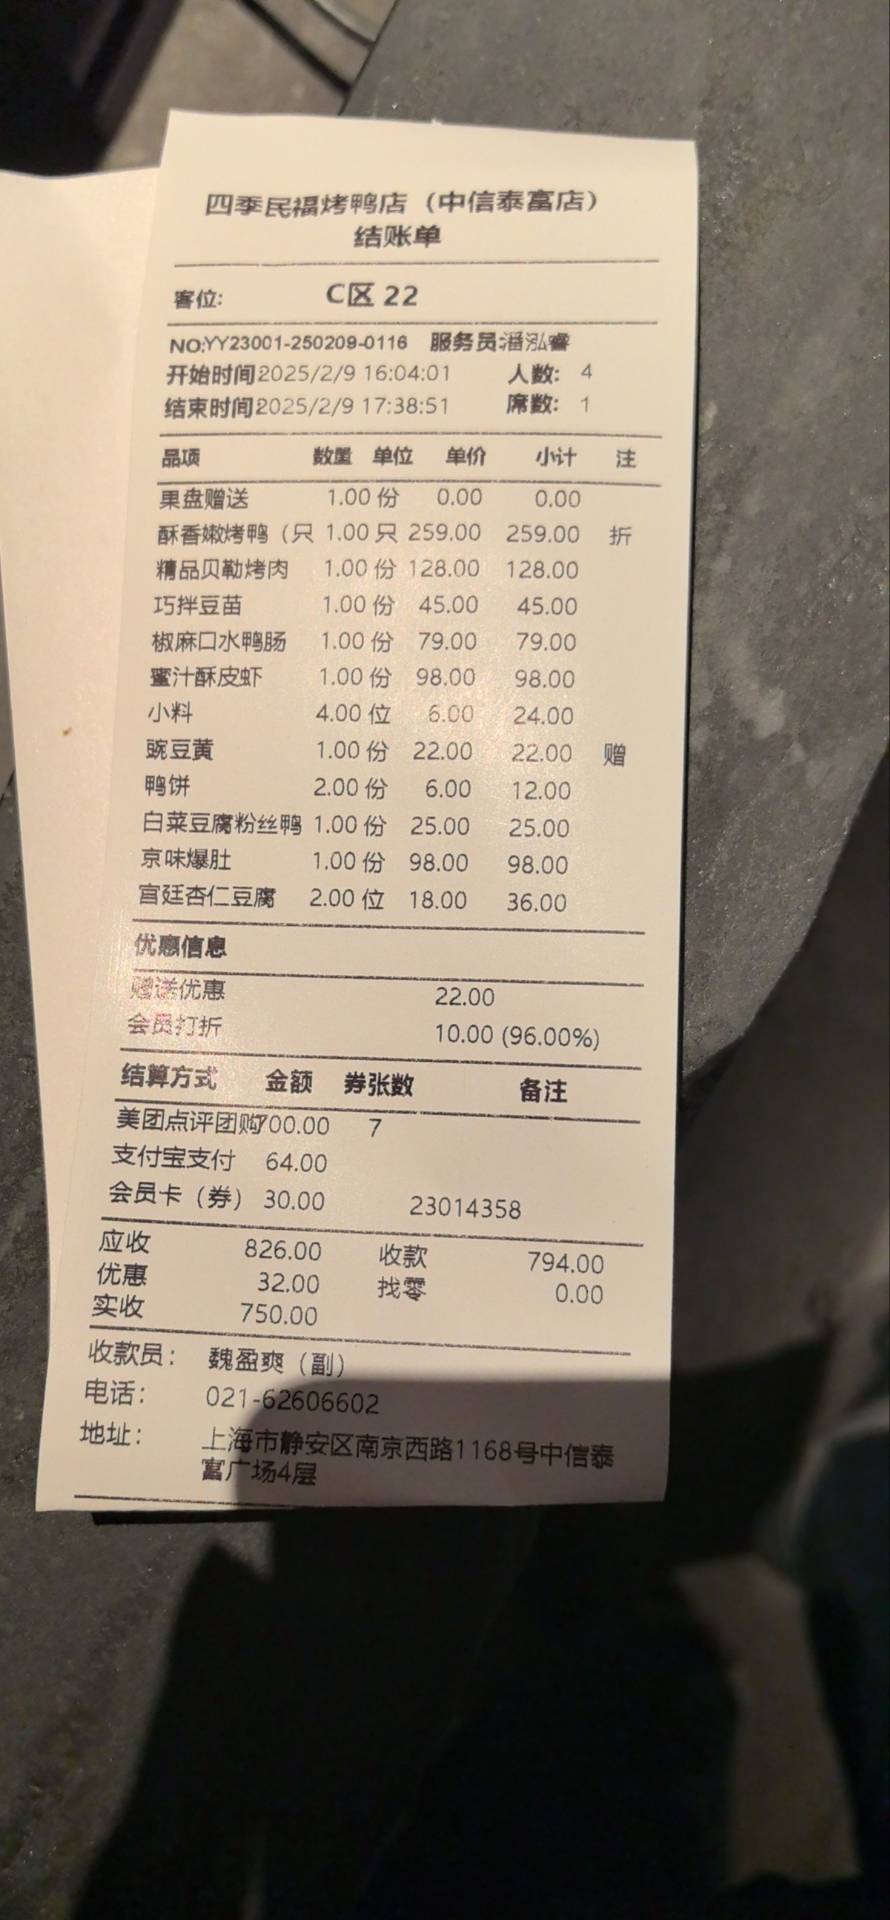 四季民福烤鸭店（中信泰富店）
结账单
客位: C区 22
NO:YY23001-250209-0116 服务员:潘泓睿
开始时间2025/2/9 16:04:01 人数: 4
结束时间2025/2/9 17:38:51 席数: 1
品项 数量 单位 单价 小计 注
果盘赠送 1.00 份 0.00 0.00
酥香嫩烤鸭（只 1.00 只 259.00 259.00 折
精品贝勒烤肉 1.00 份 128.00 128.00
巧拌豆苗 1.00 份 45.00 45.00
椒麻口水鸭肠 1.00 份 79.00 79.00
蜜汁酥皮虾 1.00 份 98.00 98.00
小料 4.00 位 6.00 24.00
豌豆黄 1.00 份 22.00 22.00 赠
鸭饼 2.00 份 6.00 12.00
白菜豆腐粉丝鸭 1.00 份 25.00 25.00
京味爆肚 1.00 份 98.00 98.00
宫廷杏仁豆腐 2.00 位 18.00 36.00
优惠信息
赠送优惠 22.00
会员打折 10.00 (96.00%)
结算方式 金额 券张数 备注
美团点评团购700.00 7
支付宝支付 64.00
会员卡（券） 30.00 23014358
应收 826.00 收款 794.00
优惠 32.00 找零 0.00
实收 750.00
收款员: 魏盈爽（副）
电话: 021-62606602
地址: 上海市静安区南京西路1168号中信泰
富广场4层